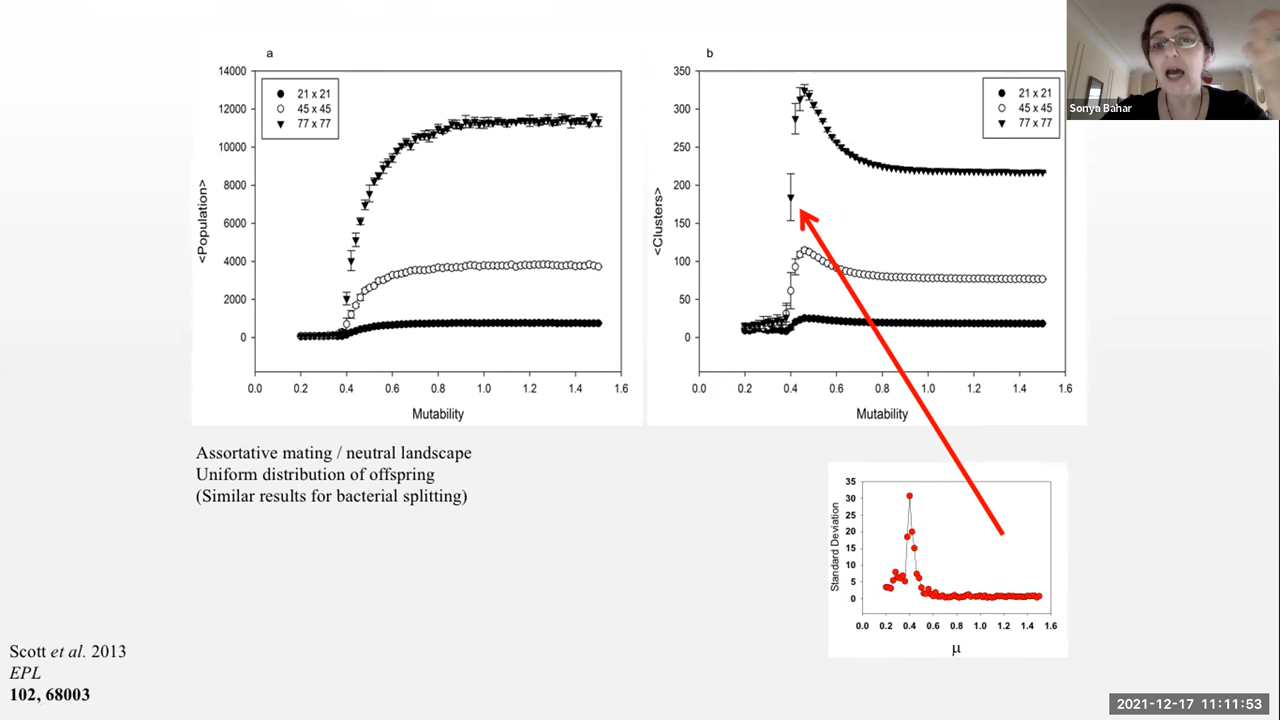 a
14000
12000
10000
8000
6000
4000
2000
0
<Population>
21 x 21
45 x 45
77 x 77
0.0 0.2 0.4 0.6 0.8 1.0 1.2 1.4 1.6
Mutability
b
350
300
250
200
150
100
50
0
<Clusters>
21 x 21
45 x 45
77 x 77
0.0 0.2 0.4 0.6 0.8 1.0 1.2 1.4 1.6
Mutability
Sonya Bahar
Assortative mating / neutral landscape
Uniform distribution of offspring
(Similar results for bacterial splitting)
35
30
25
20
15
10
5
0
Standard Deviation
0.0 0.2 0.4 0.6 0.8 1.0 1.2 1.4 1.6
μ
Scott et al. 2013
EPL
102, 68003
2021-12-17 11:11:53